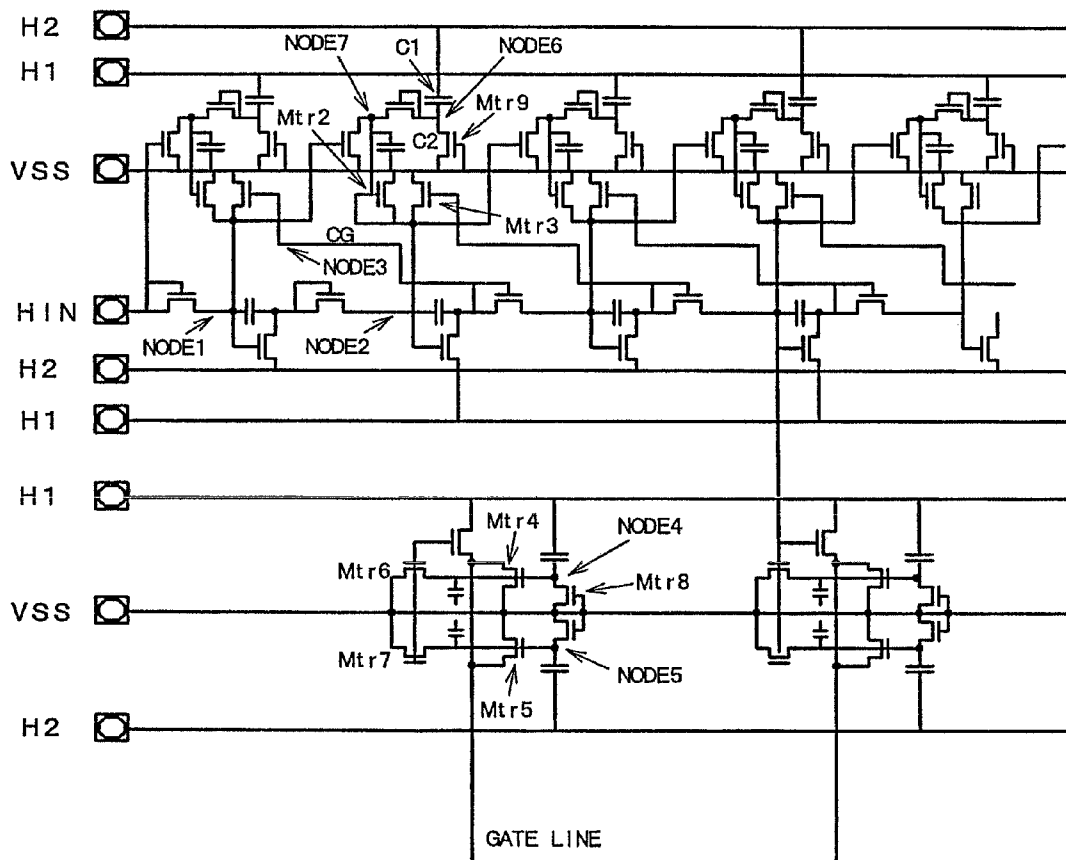 H2
NODE7
C1
NODE6
H1
Mtr9
Mtr2
C2
VSS
Mtr3
CG
NODE3
HIN
NODE1
NODE2
H2
H1
H1
Mtr4
NODE4
Mtr6
Mtr8
VSS
Mtr7
NODE5
Mtr5
H2
GATE LINE